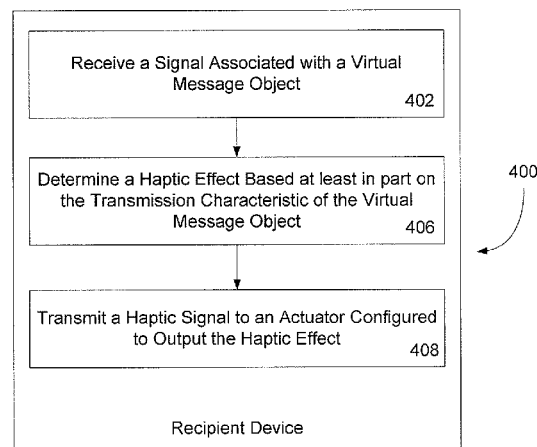 Receive a Signal Associated with a Virtual
Message Object
402
Determine a Haptic Effect Based at least in part on
the Transmission Characteristic of the Virtual
Message Object
406
400
Transmit a Haptic Signal to an Actuator Configured
to Output the Haptic Effect
408
Recipient Device